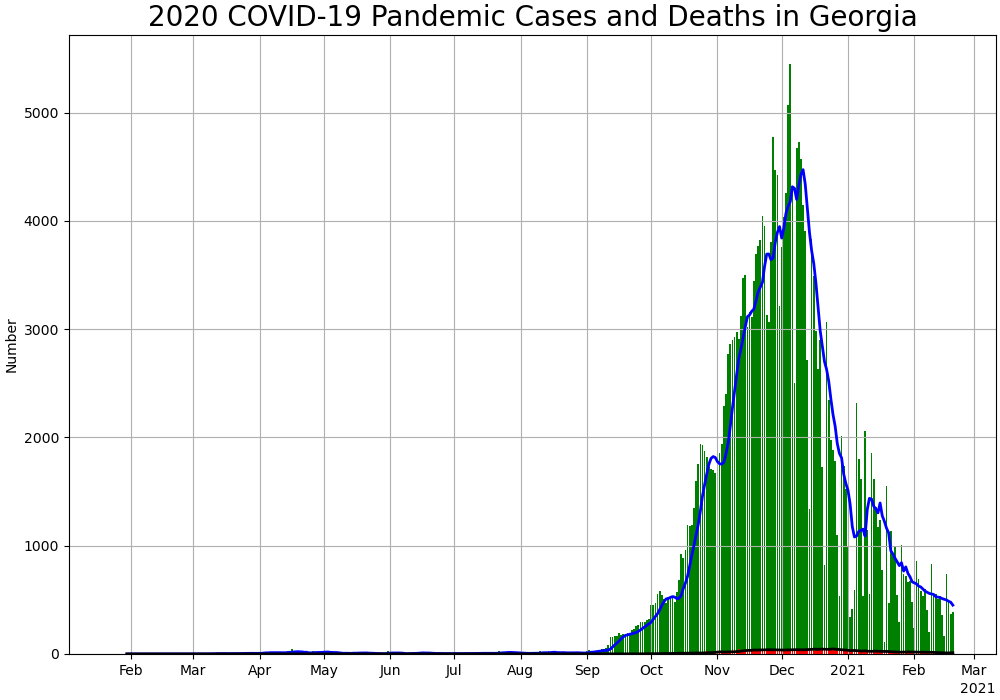 2020 COVID-19 Pandemic Cases and Deaths in Georgia
Number
5000
4000
3000
2000
1000
0
Feb Mar Apr May Jun Jul Aug Sep Oct Nov Dec 2021 Feb Mar
2021